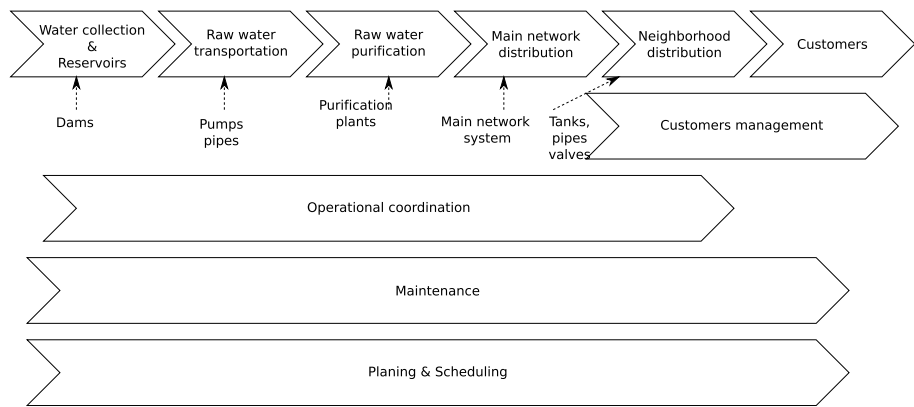 Water collection
&
Reservoirs
Raw water
transportation
Raw water
purification
Main network
distribution
Neighborhood
distribution
Customers
Dams
Pumps
pipes
Purification
plants
Main network
system
Tanks,
pipes
valves
Customers management
Operational coordination
Maintenance
Planing & Scheduling